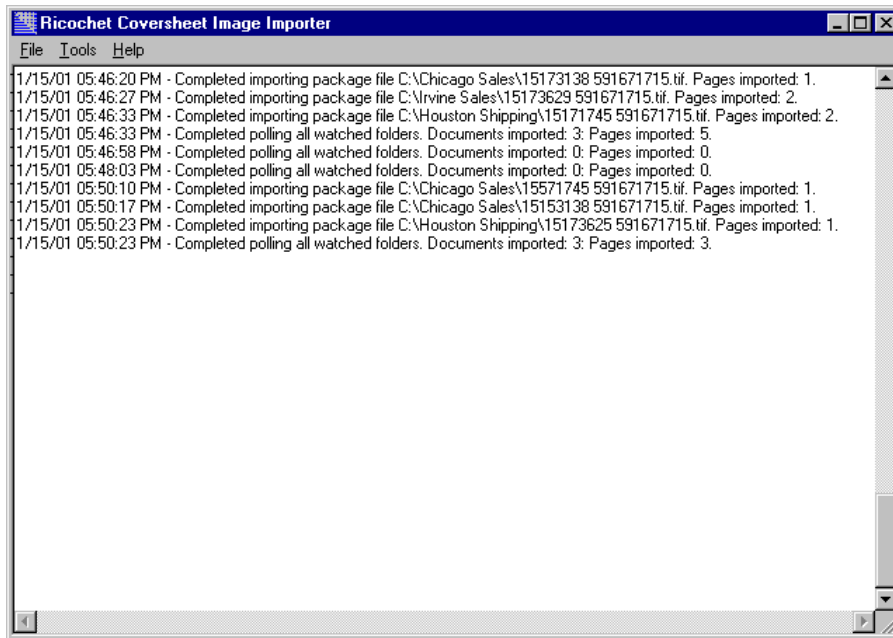 Ricochet Coversheet Image Importer
File Tools Help
1/15/01 05:46:20 PM - Completed importing package file C:\Chicago Sales\15173138 591671715.tif. Pages imported: 1.
1/15/01 05:46:27 PM - Completed importing package file C:\Irvine Sales\15173629 591671715.tif. Pages imported: 2.
1/15/01 05:46:33 PM - Completed importing package file C:\Houston Shipping\15171745 591671715.tif. Pages imported: 2.
1/15/01 05:46:33 PM - Completed polling all watched folders. Documents imported: 3: Pages imported: 5.
1/15/01 05:46:58 PM - Completed polling all watched folders. Documents imported: 0: Pages imported: 0.
1/15/01 05:48:03 PM - Completed polling all watched folders. Documents imported: 0: Pages imported: 0.
1/15/01 05:50:10 PM - Completed importing package file C:\Chicago Sales\15571745 591671715.tif. Pages imported: 1.
1/15/01 05:50:17 PM - Completed importing package file C:\Chicago Sales\15153138 591671715.tif. Pages imported: 1.
1/15/01 05:50:23 PM - Completed importing package file C:\Houston Shipping\15173625 591671715.tif. Pages imported: 1.
1/15/01 05:50:23 PM - Completed polling all watched folders. Documents imported: 3: Pages imported: 3.